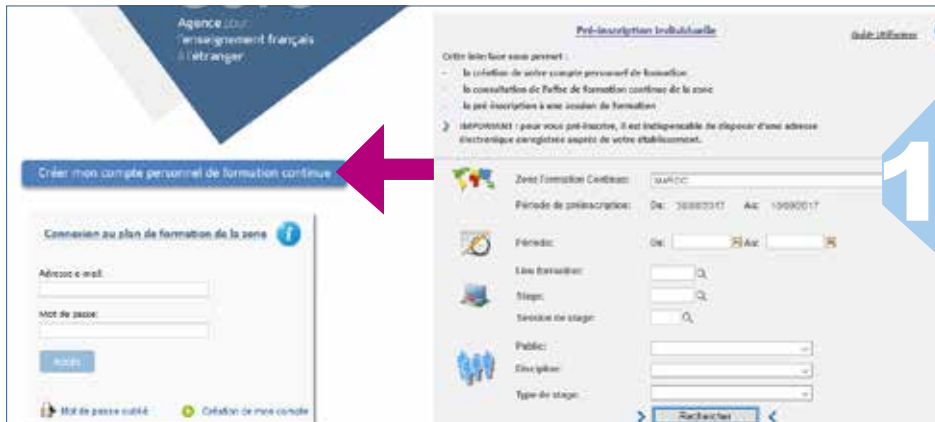 Agence pour
l'enseignement français
à l'étranger
Créer mon compte personnel de formation continue
Connexion au plan de formation de la zone
Adresse e-mail:
Mot de passe:
Accès
Mot de passe oublié
Création de mon compte
Pré-inscription Individuelle
Guide utilisateur
Cette interface vous permet :
- la création de votre compte personnel de formation
- la consultation de l'offre de formation continue de la zone
- la pré-inscription à une session de formation
IMPORTANT : pour vous pré-inscrire, il est indispensable de disposer d'une adresse
électronique enregistrée auprès de votre établissement.
Zone Formation Continue: MAROC
Période de préinscription: De: Au:
Période: De: Au:
Lieu formation:
Stage:
Session de stage:
Public:
Discipline:
Type de stage:
Rechercher
1